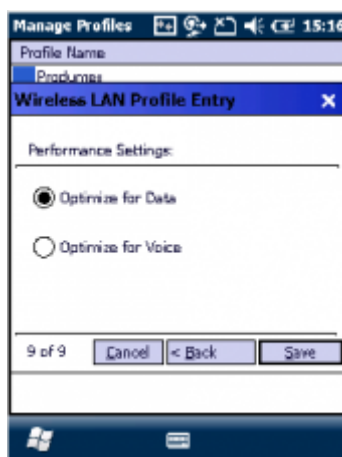 Manage Profiles 15:16
Profile Name
Produmex
Wireless LAN Profile Entry
Performance Settings:
Optimize for Data
Optimize for Voice
9 of 9 Cancel < Back Save